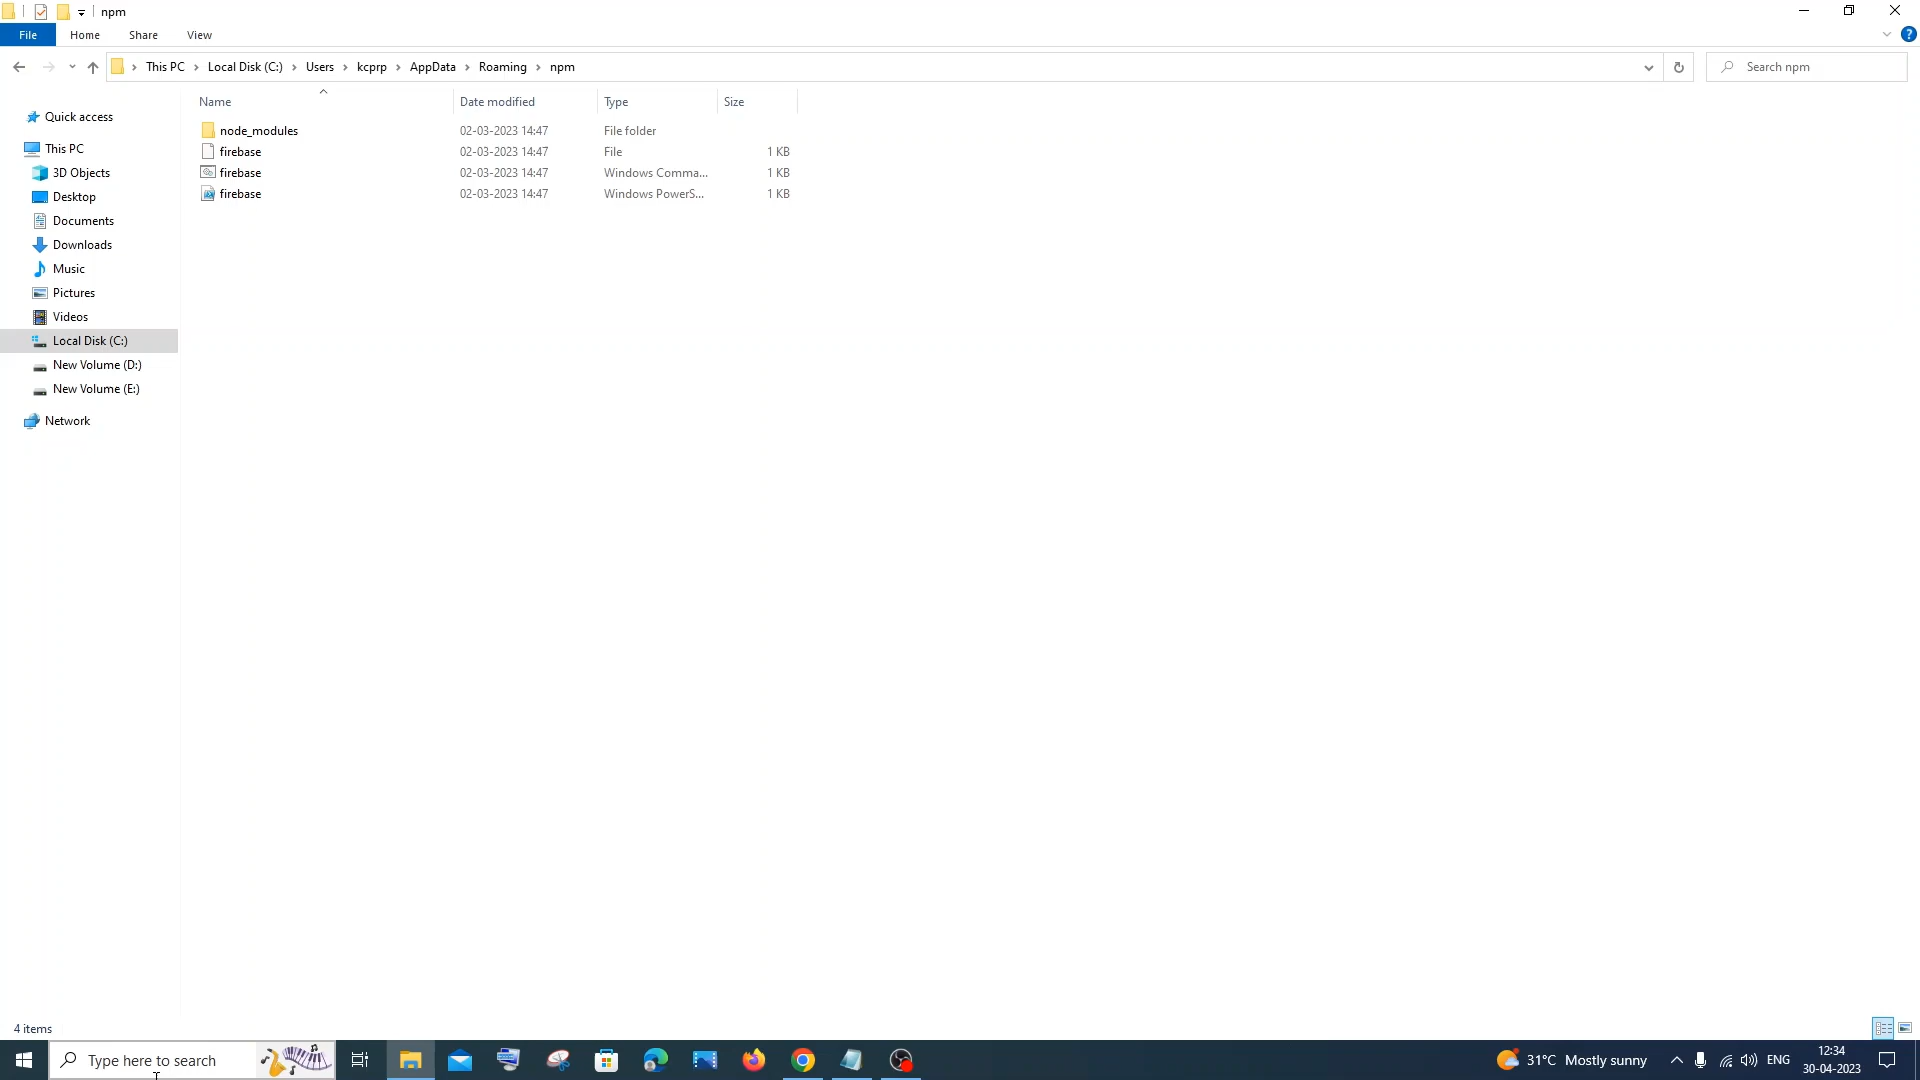 npm
File Home Share View
This PC Local Disk (C:) Users kcprp AppData Roaming npm
Search npm
Name Date modified Type Size
Quick access
This PC
3D Objects
Desktop
Documents
Downloads
Music
Pictures
Videos
Local Disk (C:)
New Volume (D:)
New Volume (E:)
Network
node_modules 02-03-2023 14:47 File folder
firebase 02-03-2023 14:47 File 1 KB
firebase 02-03-2023 14:47 Windows Comma... 1 KB
firebase 02-03-2023 14:47 Windows PowerS... 1 KB
4 items
Type here to search
31°C Mostly sunny
ENG
12:34
30-04-2023